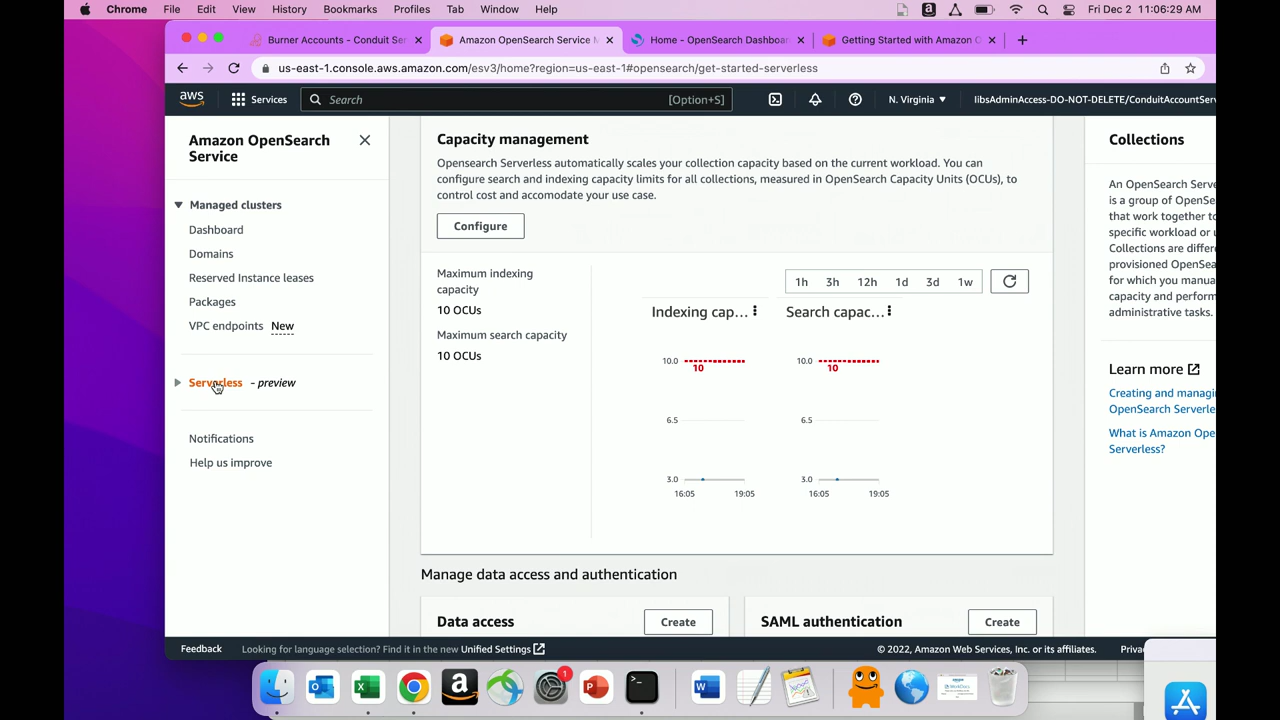 Chrome File Edit View History Bookmarks Profiles Tab Window Help Fri Dec 2 11:06:29 AM
Burner Accounts - Conduit Ser Amazon OpenSearch Service M Home - OpenSearch Dashboar Getting Started with Amazon O
us-east-1.console.aws.amazon.com/esv3/home?region=us-east-1#opensearch/get-started-serverless
aws Services Search [Option+S] N. Virginia libsAdminAccess-DO-NOT-DELETE/ConduitAccountServ
Amazon OpenSearch
Service
Managed clusters
Dashboard
Domains
Reserved Instance leases
Packages
VPC endpoints New
Serverless - preview
Notifications
Help us improve
Capacity management
Opensearch Serverless automatically scales your collection capacity based on the current workload. You can
configure search and indexing capacity limits for all collections, measured in OpenSearch Capacity Units (OCUs), to
control cost and accomodate your use case.
Configure
Maximum indexing
capacity
10 OCUs
Maximum search capacity
10 OCUs
1h 3h 12h 1d 3d 1w
Indexing cap...
10.0
10
6.5
3.0
16:05 19:05
Search capac...
10.0
10
6.5
3.0
16:05 19:05
Manage data access and authentication
Data access Create
SAML authentication Create
Collections
An OpenSearch Serve
is a group of OpenSe
that work together to
specific workload or u
Collections are differe
provisioned OpenSea
for which you manua
capacity and perform
administrative tasks.
Learn more
Creating and managi
OpenSearch Serverle
What is Amazon Ope
Serverless?
Feedback Looking for language selection? Find it in the new Unified Settings © 2022, Amazon Web Services, Inc. or its affiliates. Priva
1